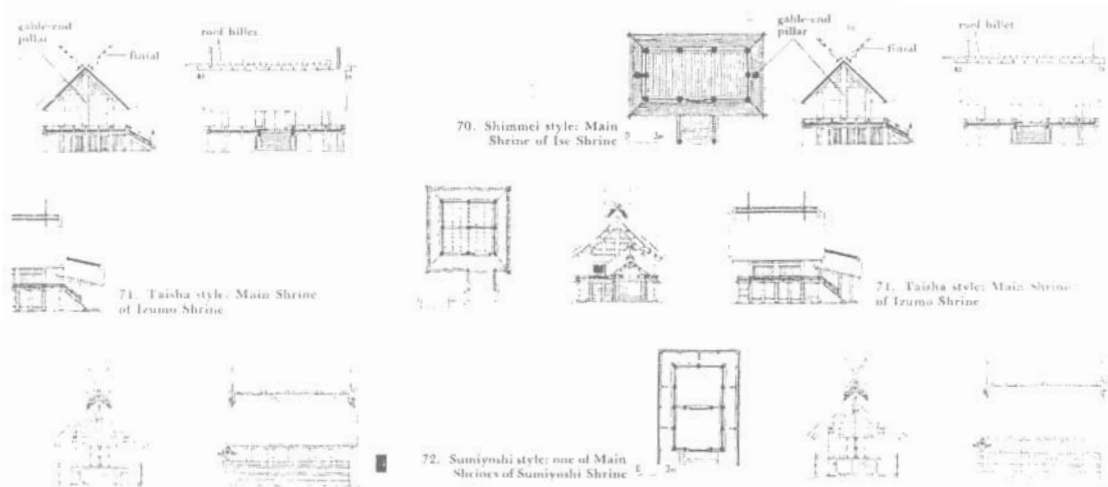 gable-end
pillar
finial
roof billet
70. Shimmei style: Main
Shrine of Ise Shrine
gable-end
pillar
finial
roof billet
71. Taisha style: Main Shrine
of Izumo Shrine
71. Taisha style: Main Shrine
of Izumo Shrine
72. Sumiyoshi style: one of Main
Shrines of Sumiyoshi Shrine